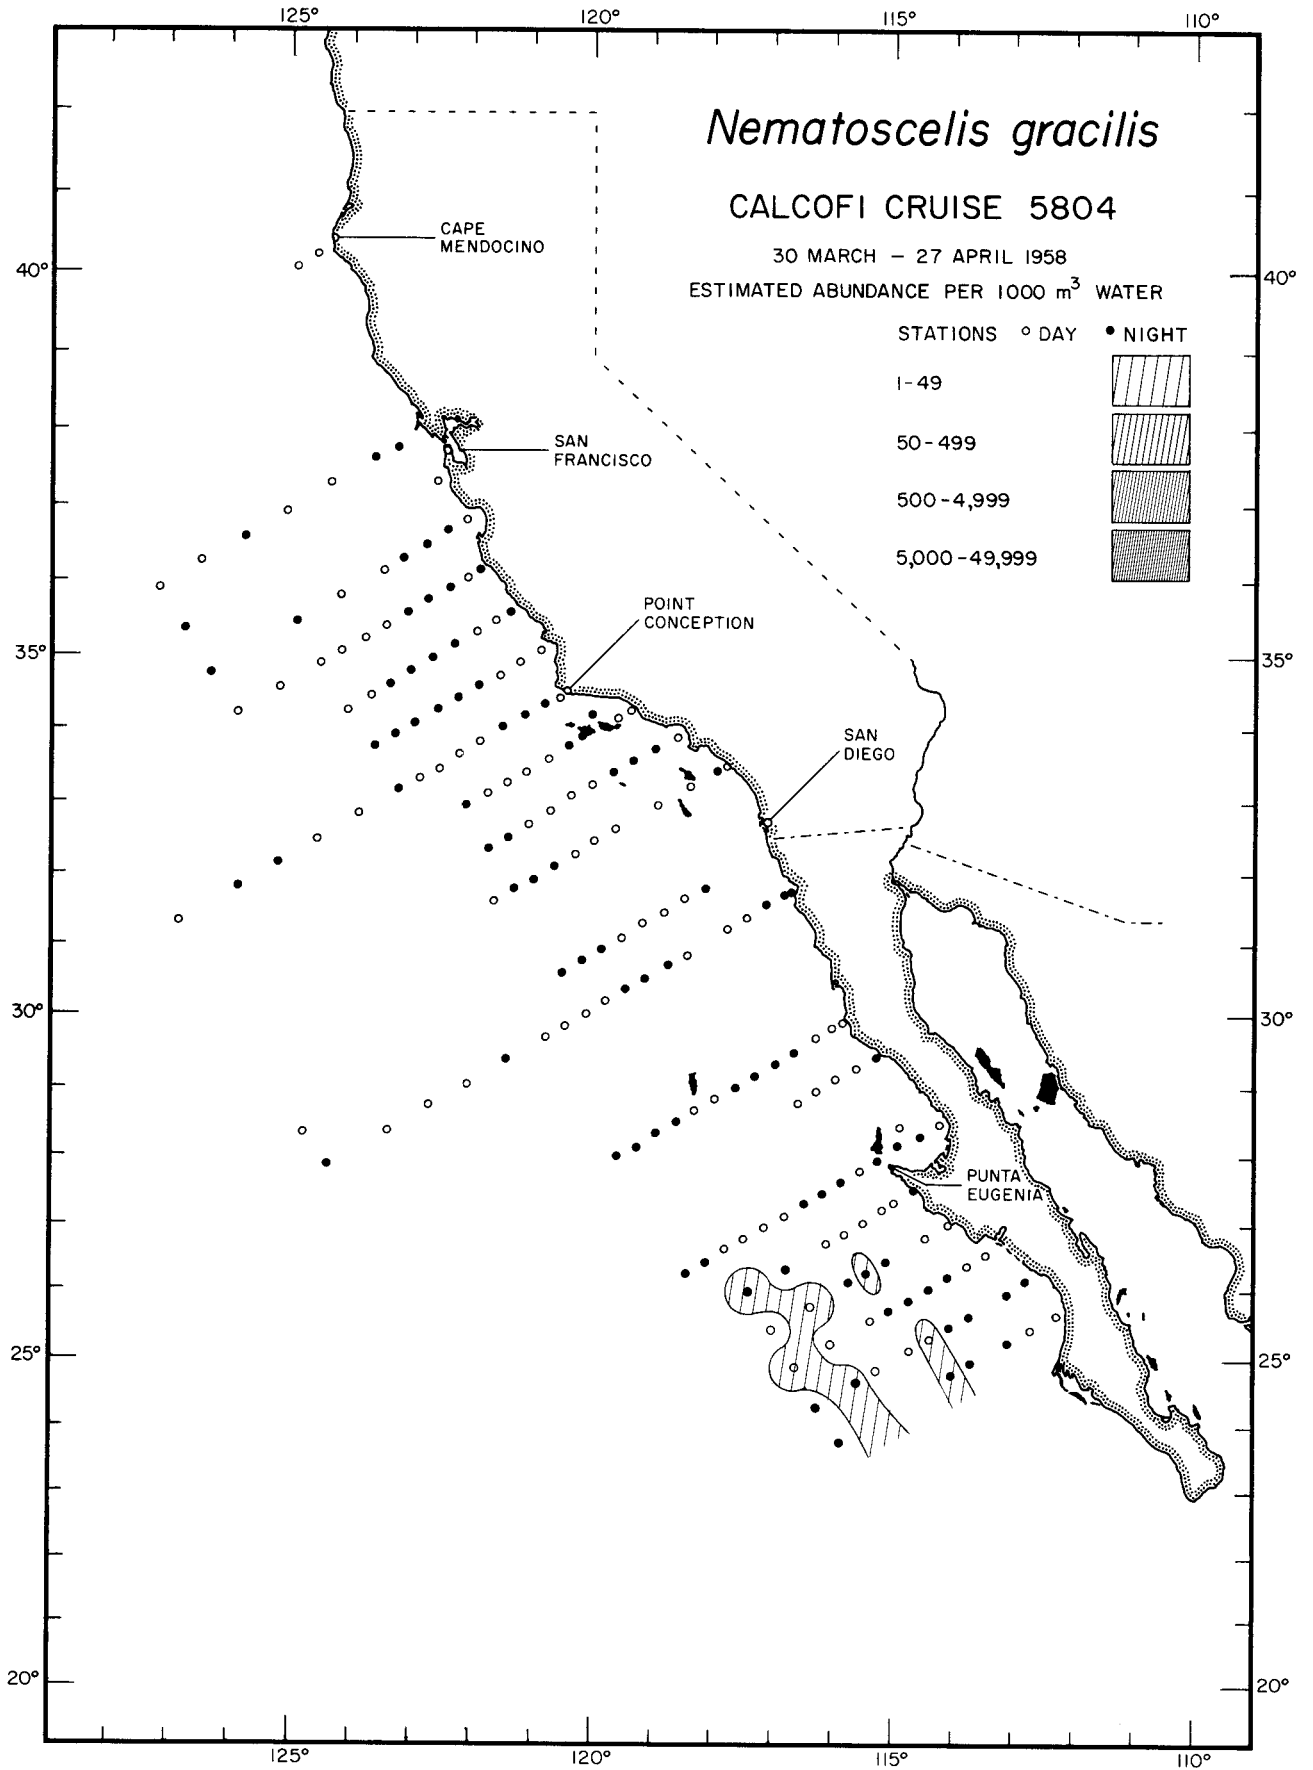 125° 120° 115° 110°
Nematoscelis gracilis
CALCOFI CRUISE 5804
30 MARCH – 27 APRIL 1958
ESTIMATED ABUNDANCE PER 1000 m³ WATER
STATIONS ○ DAY ● NIGHT
1-49
50-499
500-4,999
5,000-49,999
CAPE
MENDOCINO
40° 40°
SAN
FRANCISCO
POINT
CONCEPTION
35° 35°
SAN
DIEGO
30° 30°
PUNTA
EUGENIA
25° 25°
20° 20°
125° 120° 115° 110°